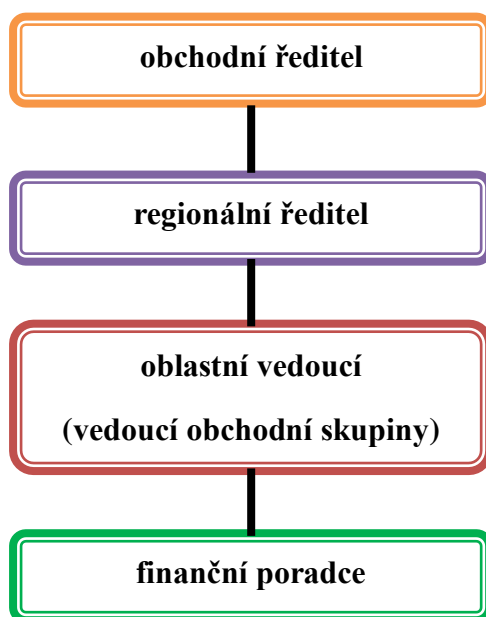 obchodní ředitel
regionální ředitel
oblastní vedoucí
(vedoucí obchodní skupiny)
finanční poradce